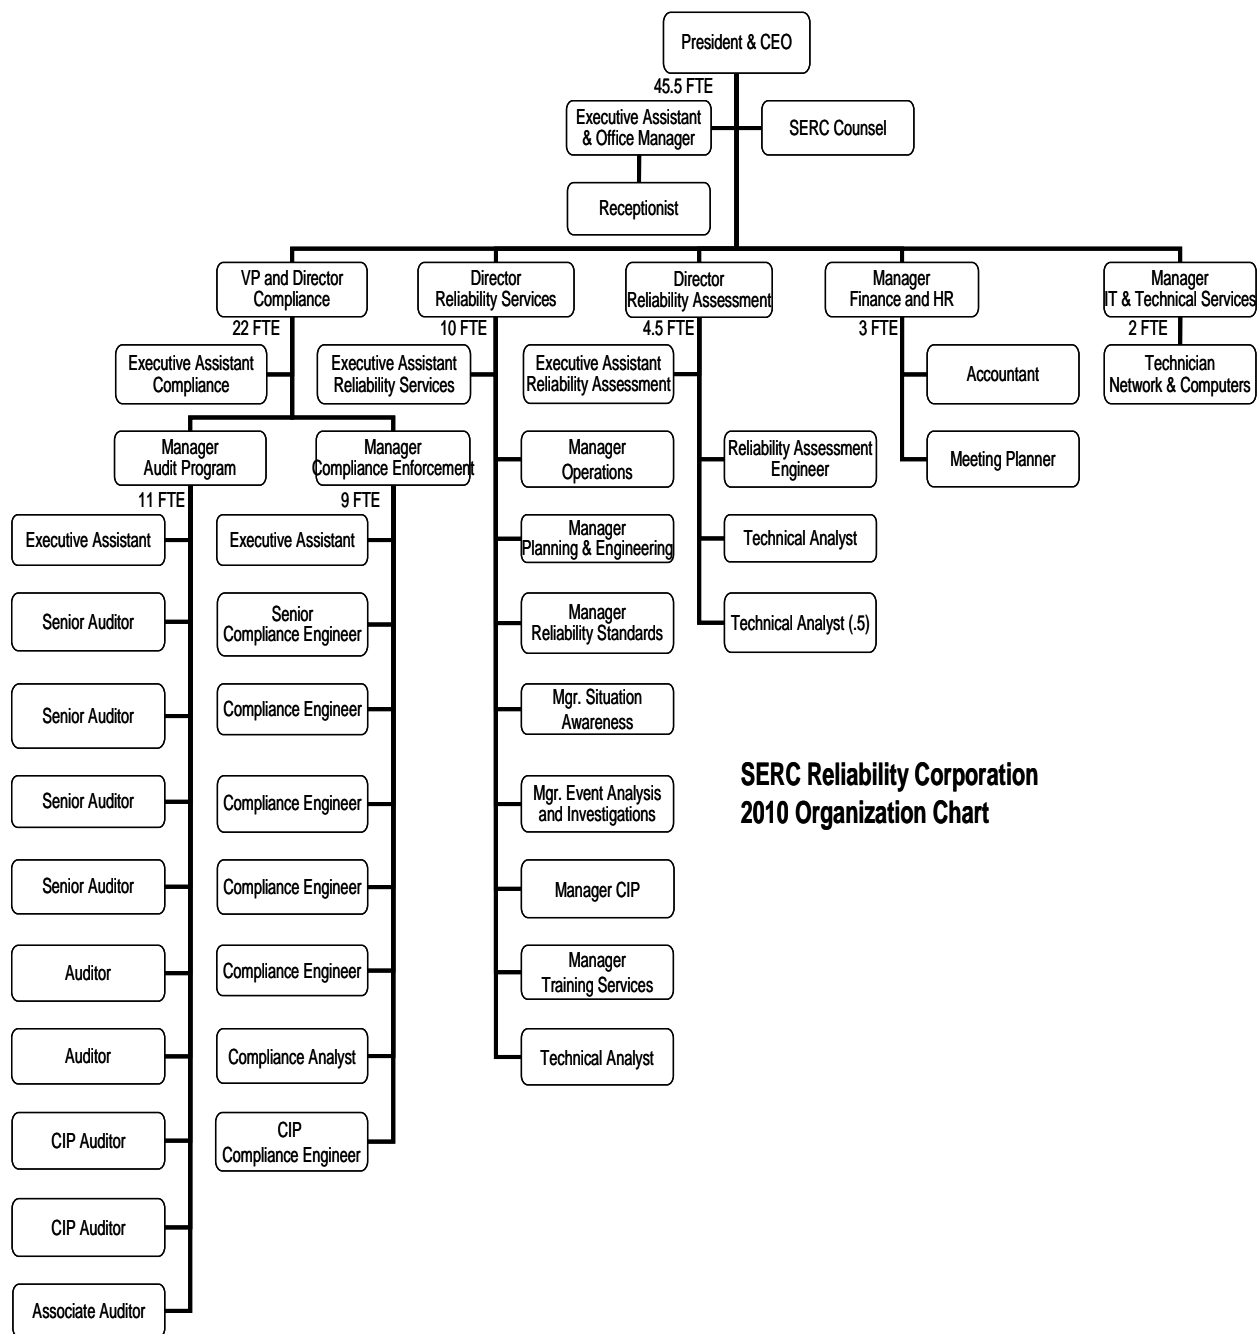 President & CEO
45.5 FTE
Executive Assistant
& Office Manager
SERC Counsel
Receptionist
VP and Director
Compliance
22 FTE
Director
Reliability Services
10 FTE
Director
Reliability Assessment
4.5 FTE
Manager
Finance and HR
3 FTE
Manager
IT & Technical Services
2 FTE
Executive Assistant
Compliance
Executive Assistant
Reliability Services
Executive Assistant
Reliability Assessment
Accountant
Technician
Network & Computers
Manager
Audit Program
11 FTE
Manager
Compliance Enforcement
9 FTE
Manager
Operations
Reliability Assessment
Engineer
Meeting Planner
Executive Assistant
Executive Assistant
Manager
Planning & Engineering
Technical Analyst
Senior Auditor
Senior
Compliance Engineer
Manager
Reliability Standards
Technical Analyst (.5)
Senior Auditor
Compliance Engineer
Mgr. Situation
Awareness
SERC Reliability Corporation
2010 Organization Chart
Senior Auditor
Compliance Engineer
Mgr. Event Analysis
and Investigations
Senior Auditor
Compliance Engineer
Manager CIP
Auditor
Compliance Engineer
Manager
Training Services
Auditor
Compliance Analyst
Technical Analyst
CIP Auditor
CIP
Compliance Engineer
CIP Auditor
Associate Auditor